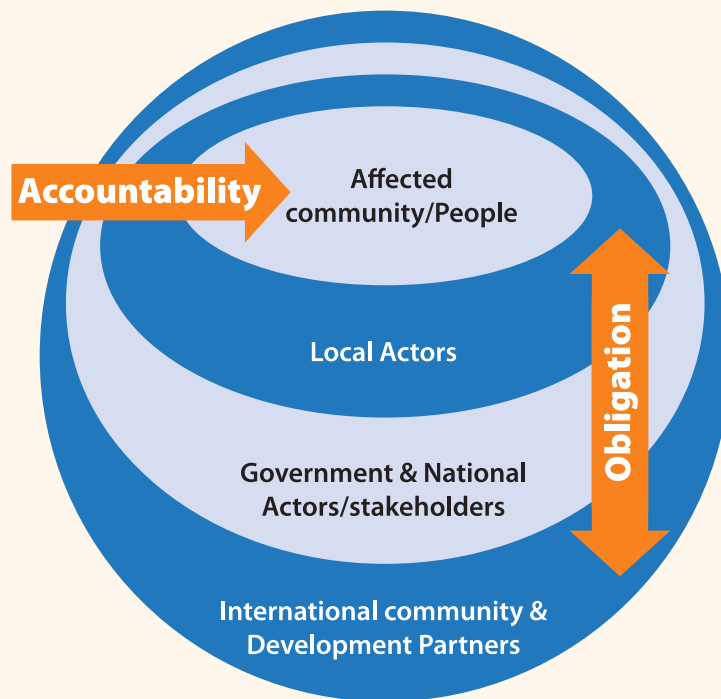 Accountability
Affected
community/People
Local Actors
Obligation
Government & National
Actors/stakeholders
International community &
Development Partners